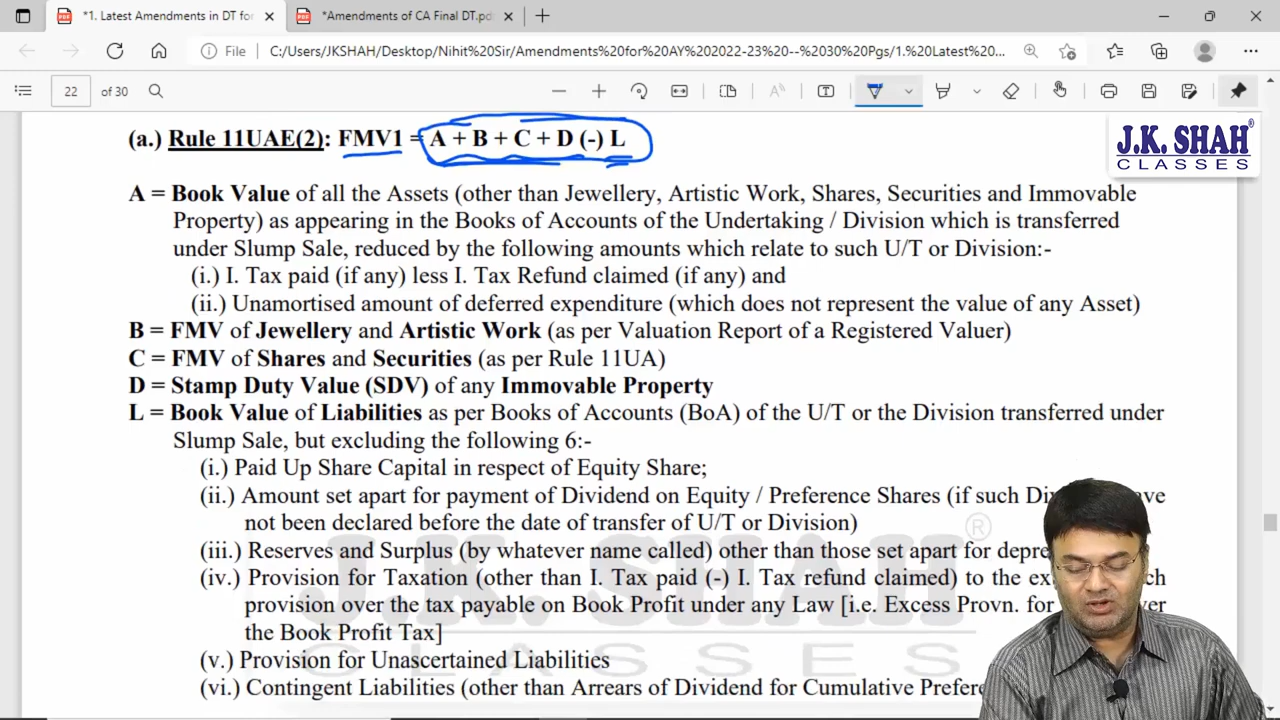 *1. Latest Amendments in DT for
*Amendments of CA Final DT.pd
File
C:/Users/JKSHAH/Desktop/Nihit%20Sir/Amendments%20for%20AY%202022-23%20--%2030%20Pgs/1.%20Latest%20...
22 of 30
J.K. SHAH®
CLASSES
(a.) Rule 11UAE(2): FMV1 = A + B + C + D (-) L
A = Book Value of all the Assets (other than Jewellery, Artistic Work, Shares, Securities and Immovable
Property) as appearing in the Books of Accounts of the Undertaking / Division which is transferred
under Slump Sale, reduced by the following amounts which relate to such U/T or Division:-
(i.) I. Tax paid (if any) less I. Tax Refund claimed (if any) and
(ii.) Unamortised amount of deferred expenditure (which does not represent the value of any Asset)
B = FMV of Jewellery and Artistic Work (as per Valuation Report of a Registered Valuer)
C = FMV of Shares and Securities (as per Rule 11UA)
D = Stamp Duty Value (SDV) of any Immovable Property
L = Book Value of Liabilities as per Books of Accounts (BoA) of the U/T or the Division transferred under
Slump Sale, but excluding the following 6:-
(i.) Paid Up Share Capital in respect of Equity Share;
(ii.) Amount set apart for payment of Dividend on Equity / Preference Shares (if such Di ve
not been declared before the date of transfer of U/T or Division)
(iii.) Reserves and Surplus (by whatever name called) other than those set apart for depre
(iv.) Provision for Taxation (other than I. Tax paid (-) I. Tax refund claimed) to the ex ch
provision over the tax payable on Book Profit under any Law [i.e. Excess Provn. for ver
the Book Profit Tax]
(v.) Provision for Unascertained Liabilities
(vi.) Contingent Liabilities (other than Arrears of Dividend for Cumulative Prefere
J.K. SHAH®
CLASSES